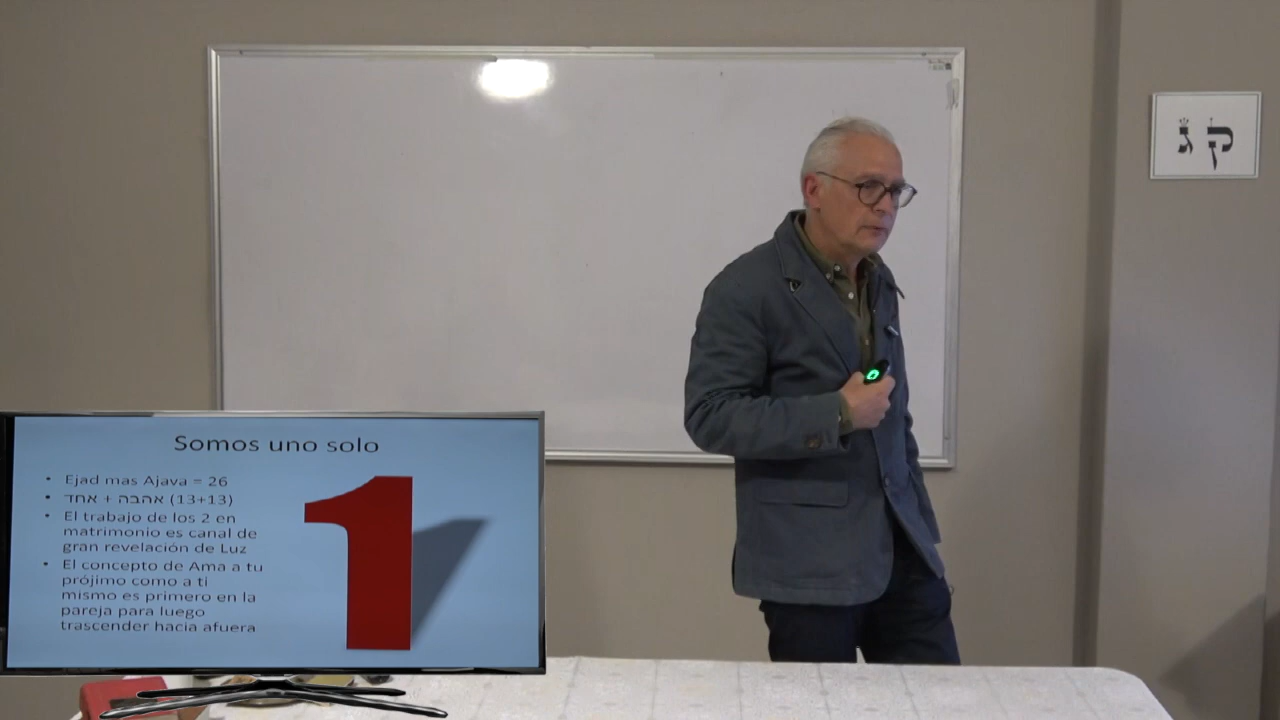 Somos uno solo
• Ejad mas Ajava = 26
• אהבה + אחד (13+13)
• El trabajo de los 2 en
matrimonio es canal de
gran revelación de Luz
• El concepto de Ama a tu
prójimo como a ti
mismo es primero en la
pareja para luego
trascender hacia afuera
1
ק ג